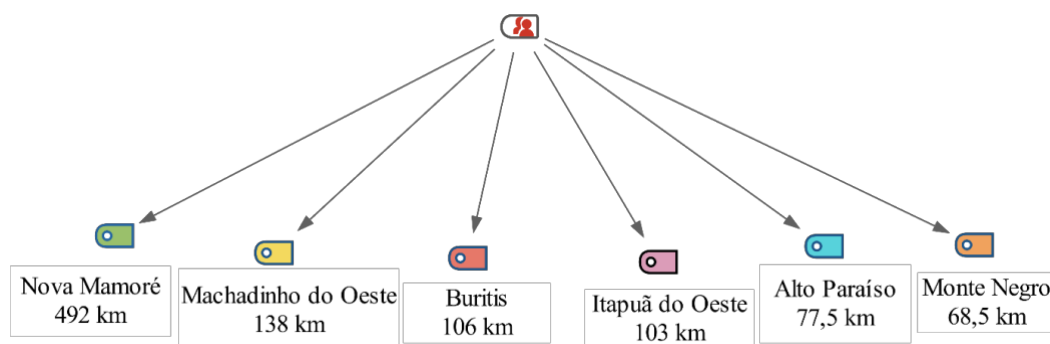 Nova Mamoré
492 km
Machadinho do Oeste
138 km
Buritis
106 km
Itapuã do Oeste
103 km
Alto Paraíso
77,5 km
Monte Negro
68,5 km